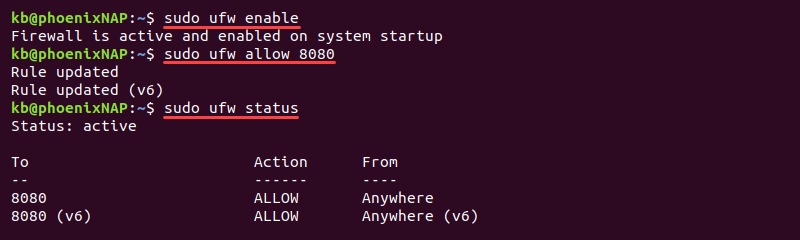 kb@phoenixNAP:~$ sudo ufw enable
Firewall is active and enabled on system startup
kb@phoenixNAP:~$ sudo ufw allow 8080
Rule updated
Rule updated (v6)
kb@phoenixNAP:~$ sudo ufw status
Status: active
To                         Action      From
--                         ------      ----
8080                       ALLOW       Anywhere
8080 (v6)                  ALLOW       Anywhere (v6)